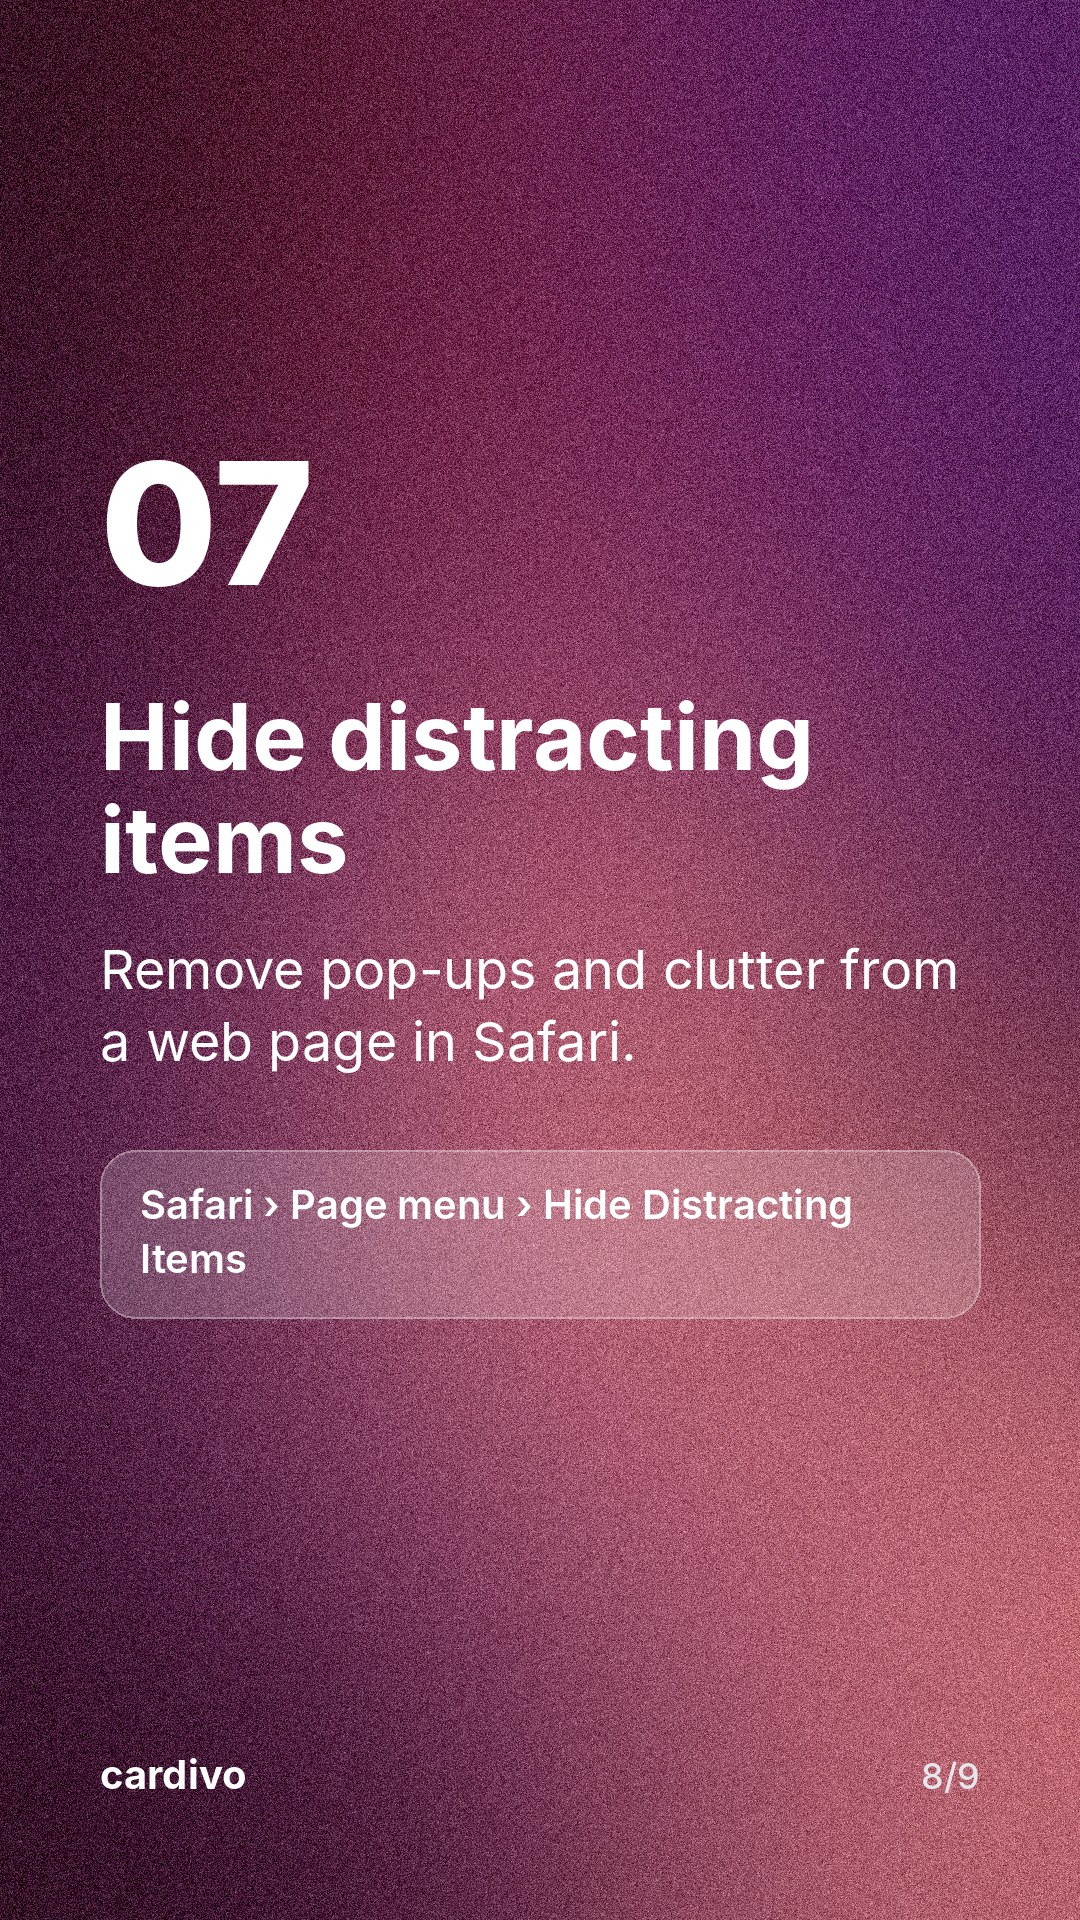 07
Hide distracting
items
Remove pop-ups and clutter from
a web page in Safari.
Safari › Page menu › Hide Distracting
Items
cardivo
8/9